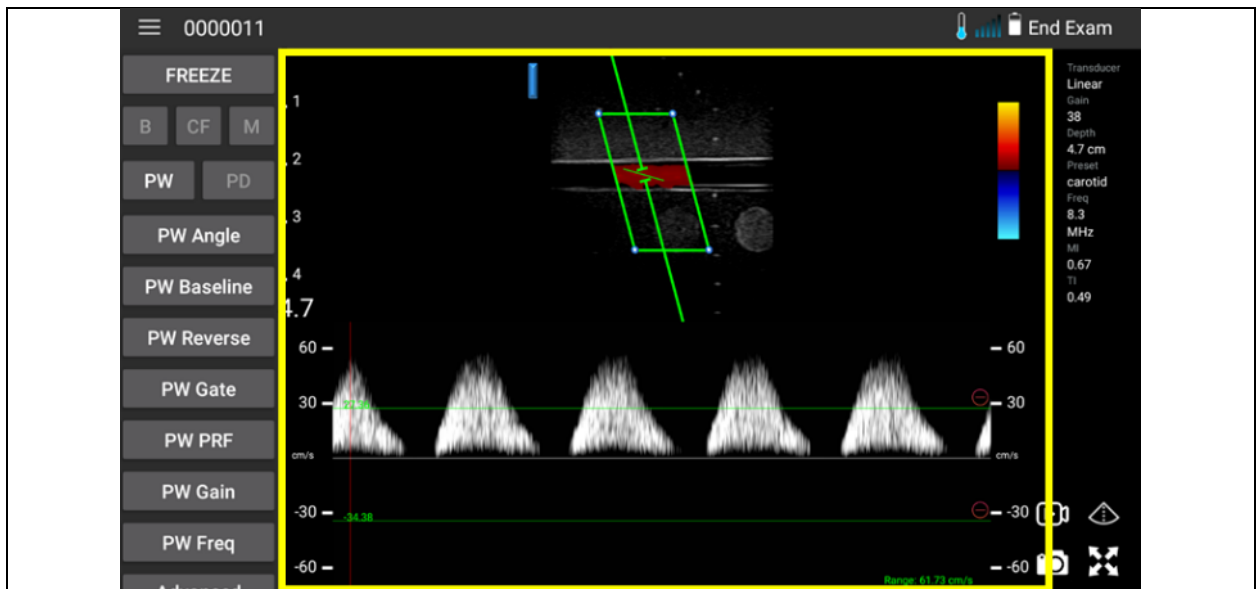 0000011
End Exam
FREEZE
B CF M
PW PD
PW Angle
PW Baseline
PW Reverse
PW Gate
PW PRF
PW Gain
PW Freq
1
2
3
4
4.7
60
30
cm/s
-30
-60
-34.38
60
30
cm/s
-30
-60
Range: 61.73 cm/s
Transducer
Linear
Gain
38
Depth
4.7 cm
Preset
carotid
Freq
8.3
MHz
MI
0.67
TI
0.49